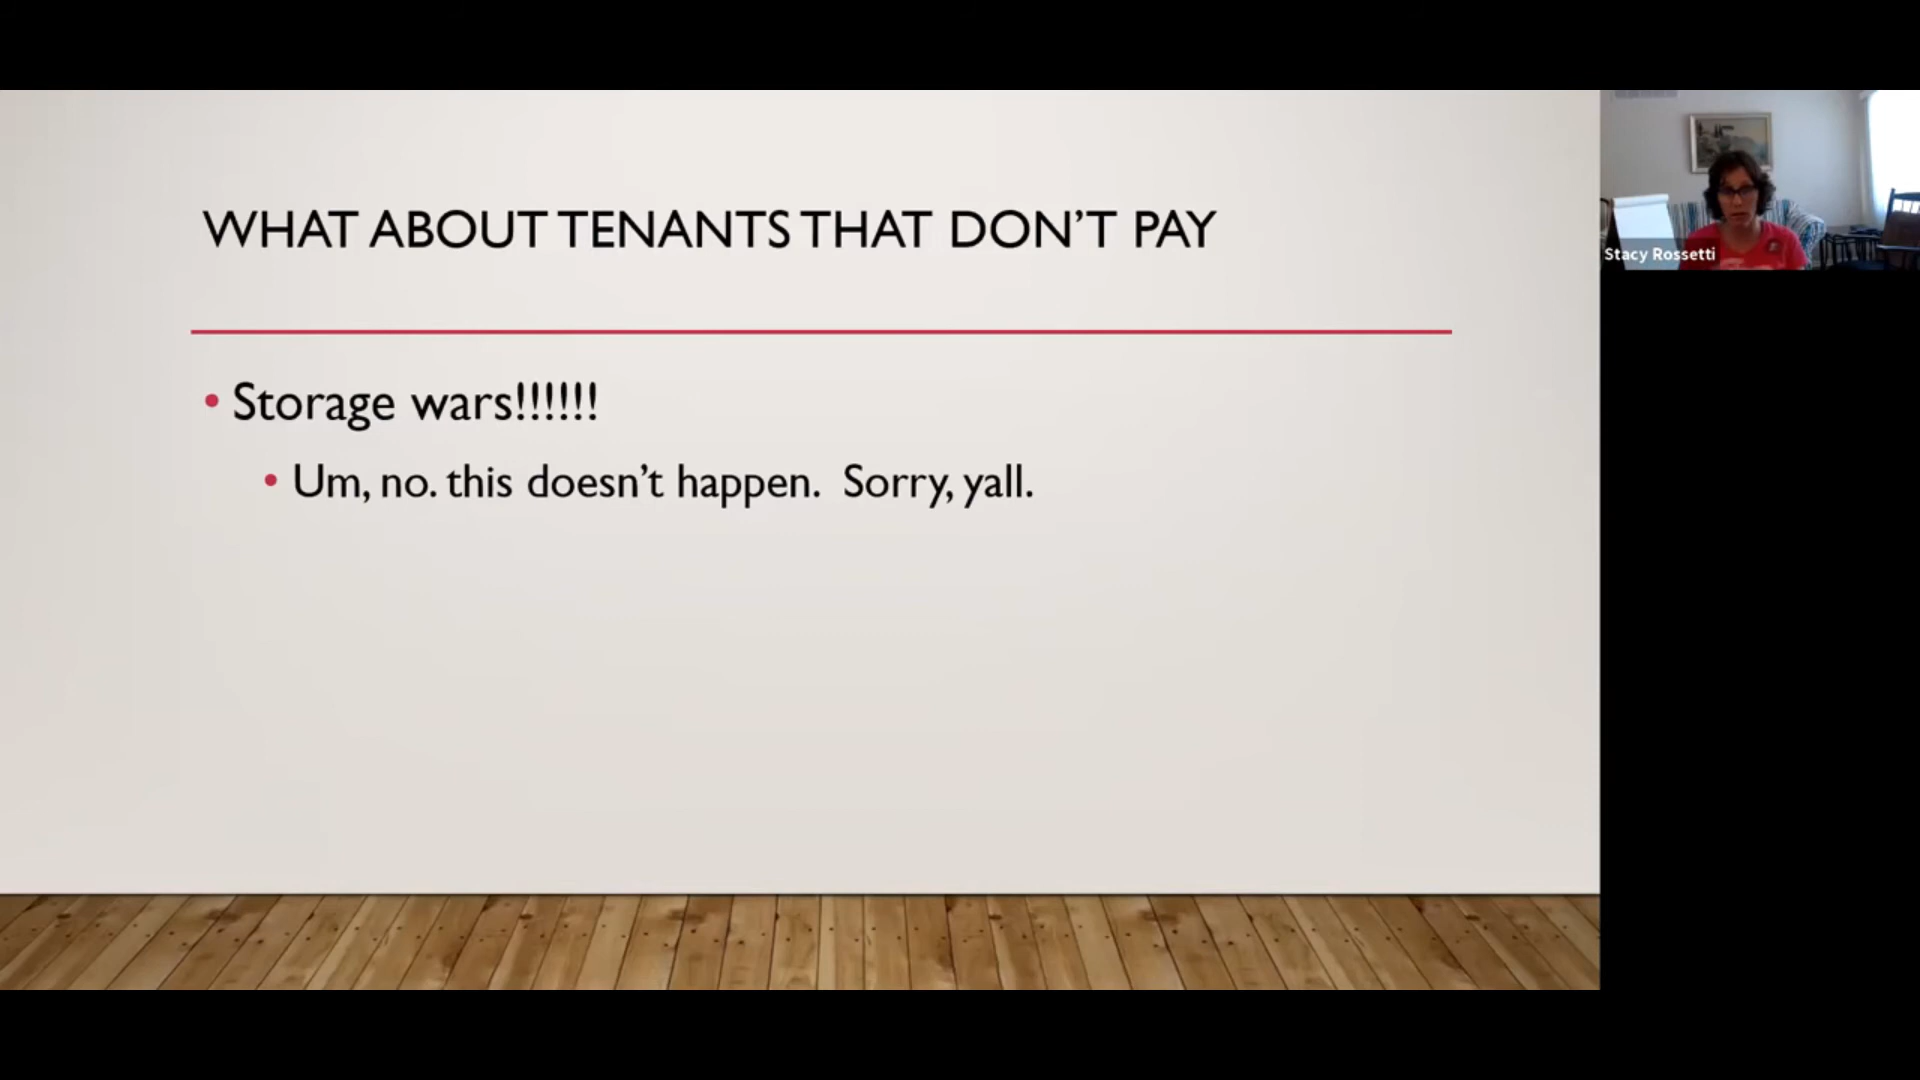 WHAT ABOUT TENANTS THAT DON’T PAY
• Storage wars!!!!!!
• Um, no. this doesn’t happen.  Sorry, yall.
Stacy Rossetti